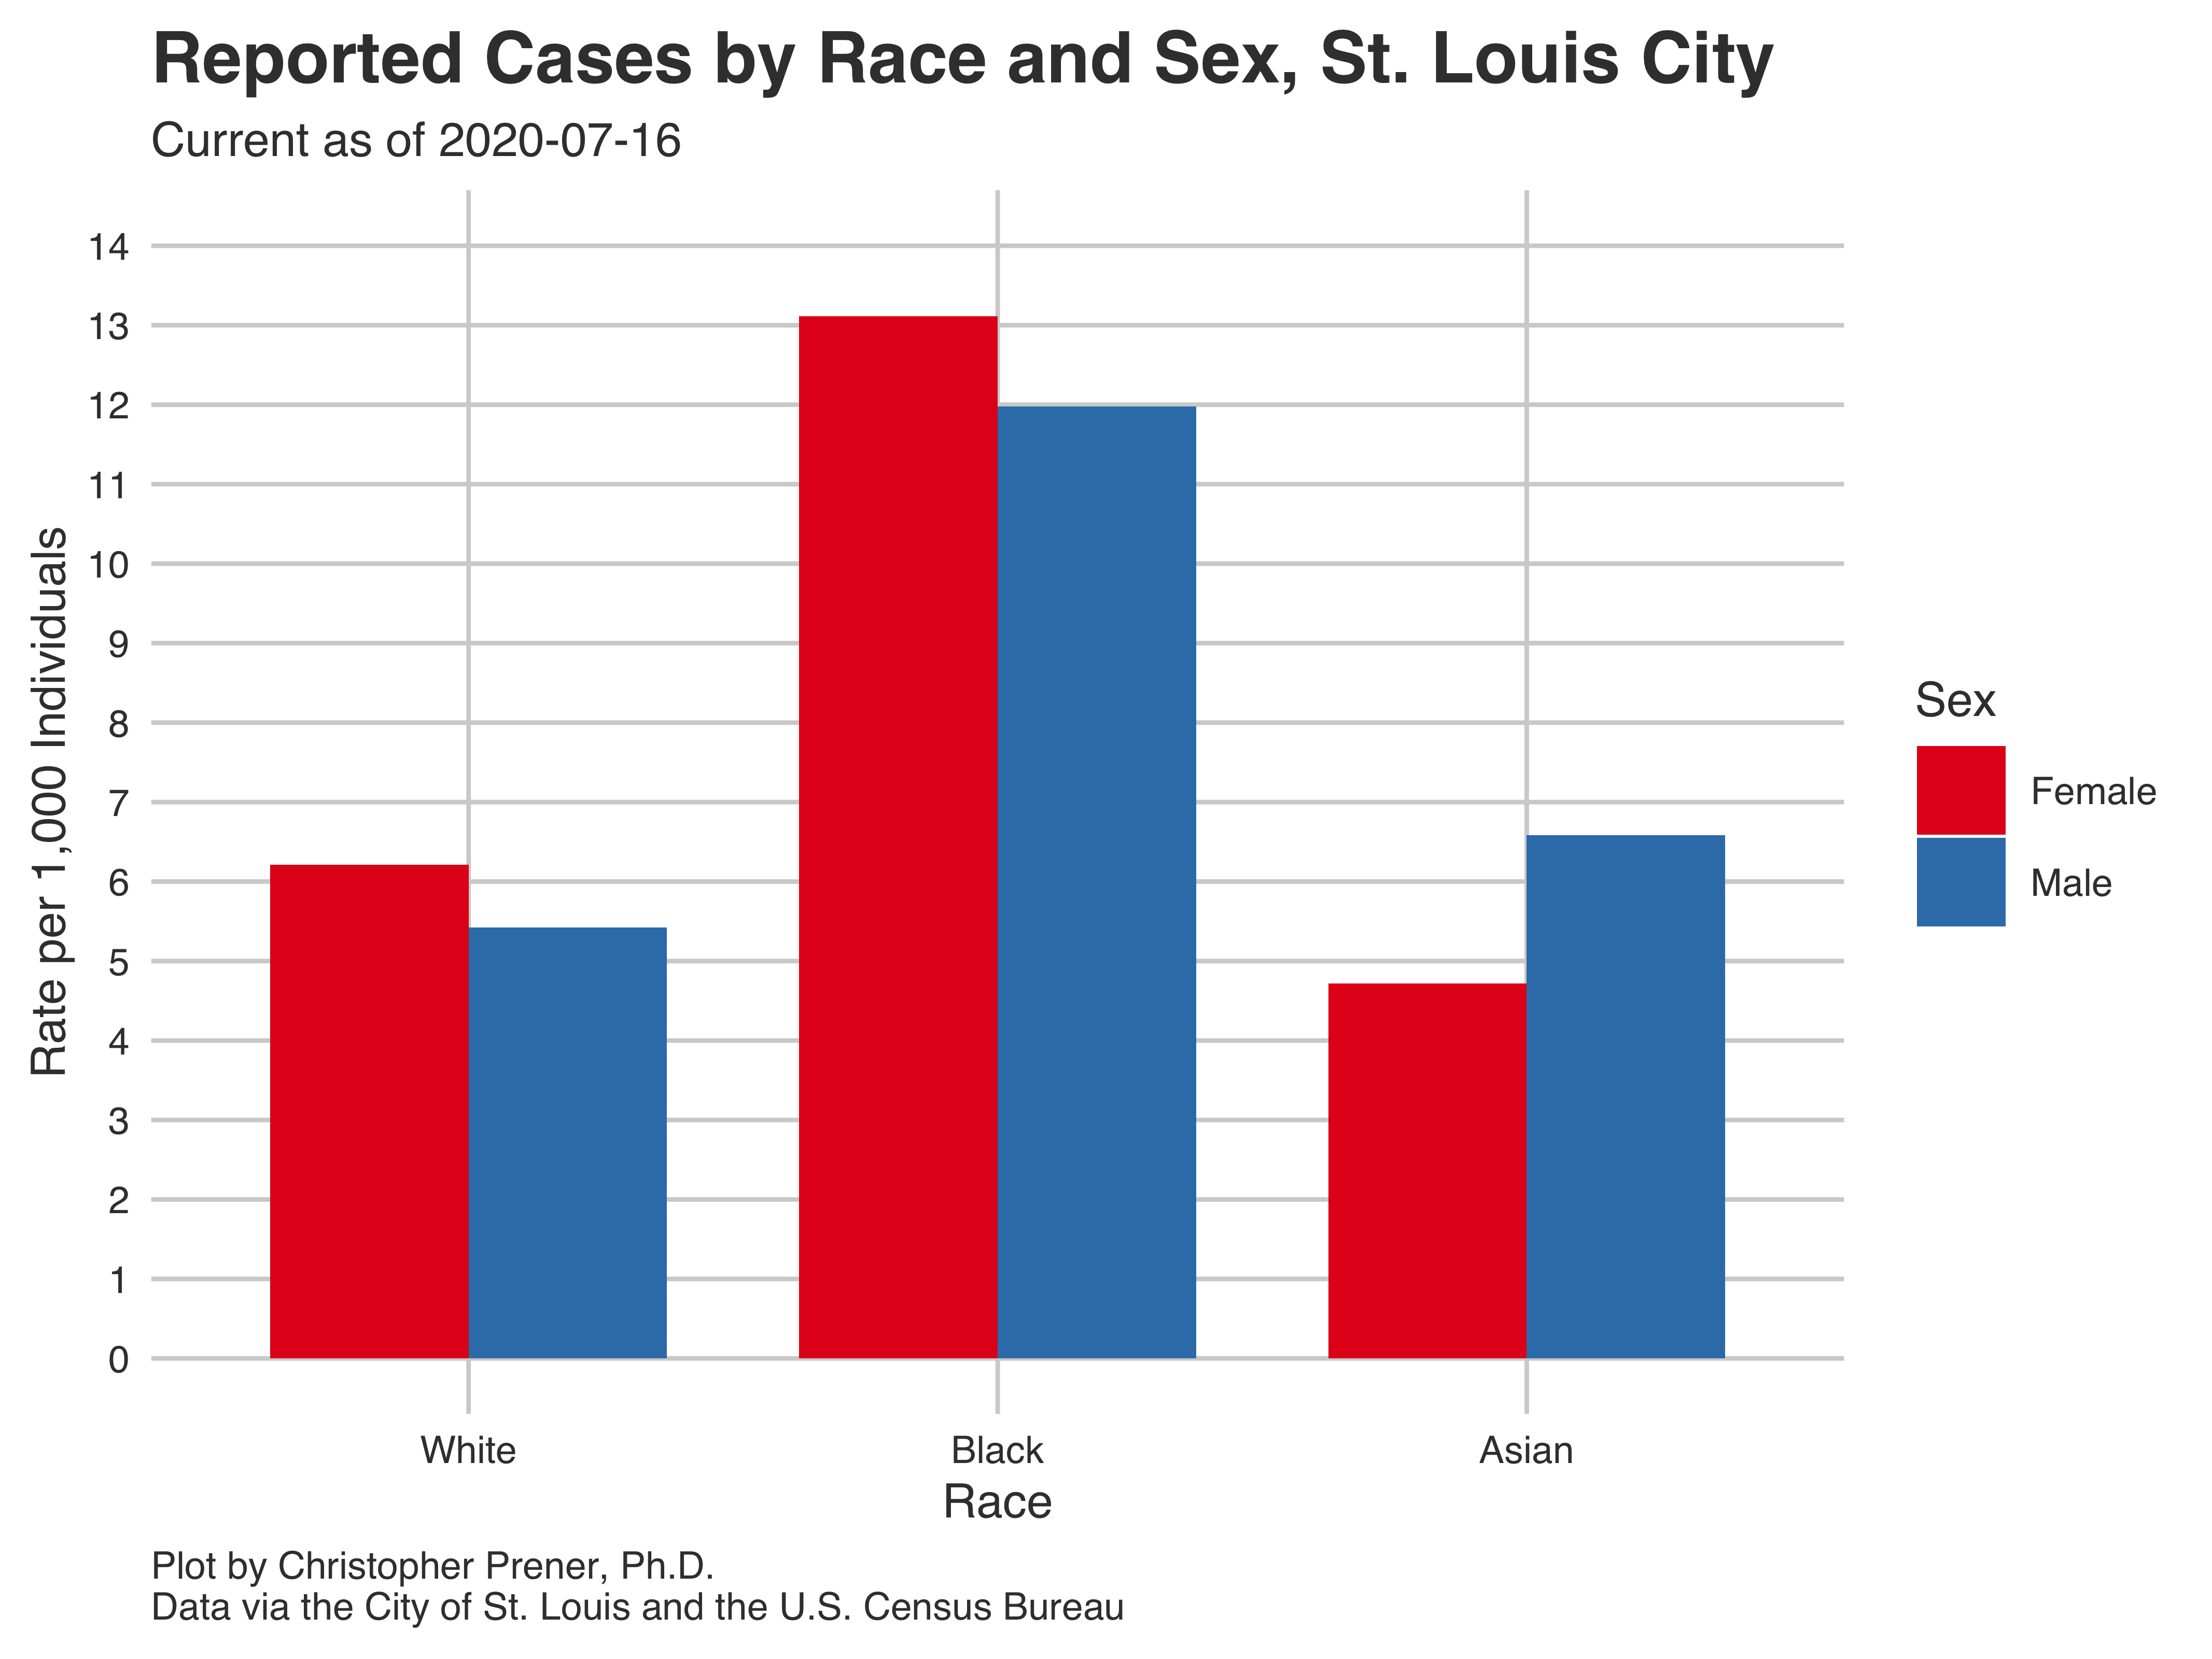 Reported Cases by Race and Sex, St. Louis City
Current as of 2020-07-16
Rate per 1,000 Individuals
14
13
12
11
10
9
8
7
6
5
4
3
2
1
0
White
Black
Asian
Race
Sex
Female
Male
Plot by Christopher Prener, Ph.D.
Data via the City of St. Louis and the U.S. Census Bureau